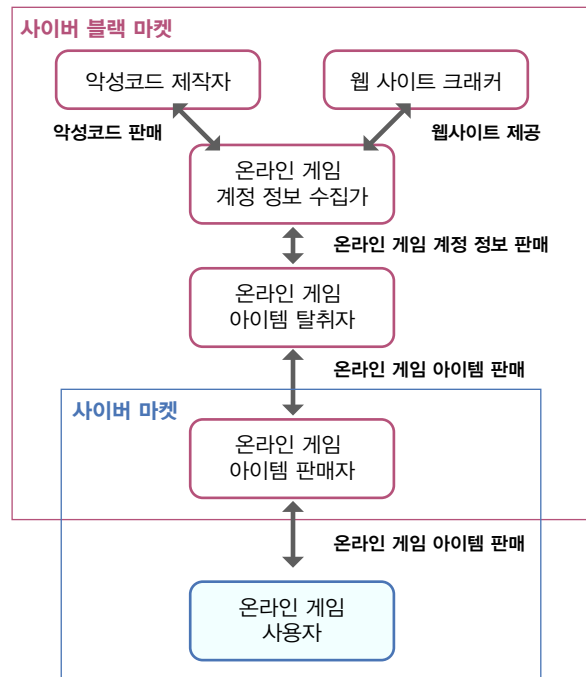 사이버 블랙 마켓
악성코드 제작자
웹 사이트 크래커
악성코드 판매
웹사이트 제공
온라인 게임
계정 정보 수집가
온라인 게임 계정 정보 판매
온라인 게임
아이템 탈취자
온라인 게임 아이템 판매
사이버 마켓
온라인 게임
아이템 판매자
온라인 게임 아이템 판매
온라인 게임
사용자